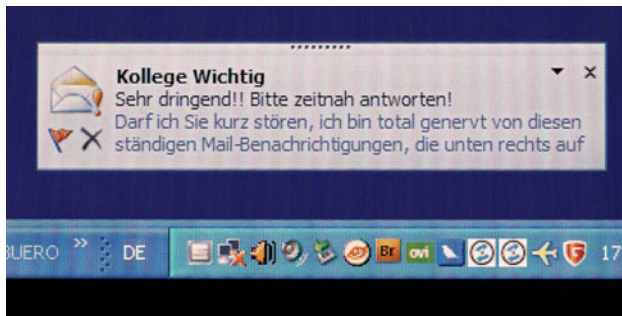 Kollege Wichtig
Sehr dringend!! Bitte zeitnah antworten!
Darf ich Sie kurz stören, ich bin total genervt von diesen
ständigen Mail-Benachrichtigungen, die unten rechts auf
BUERO » DE Br ovi 17